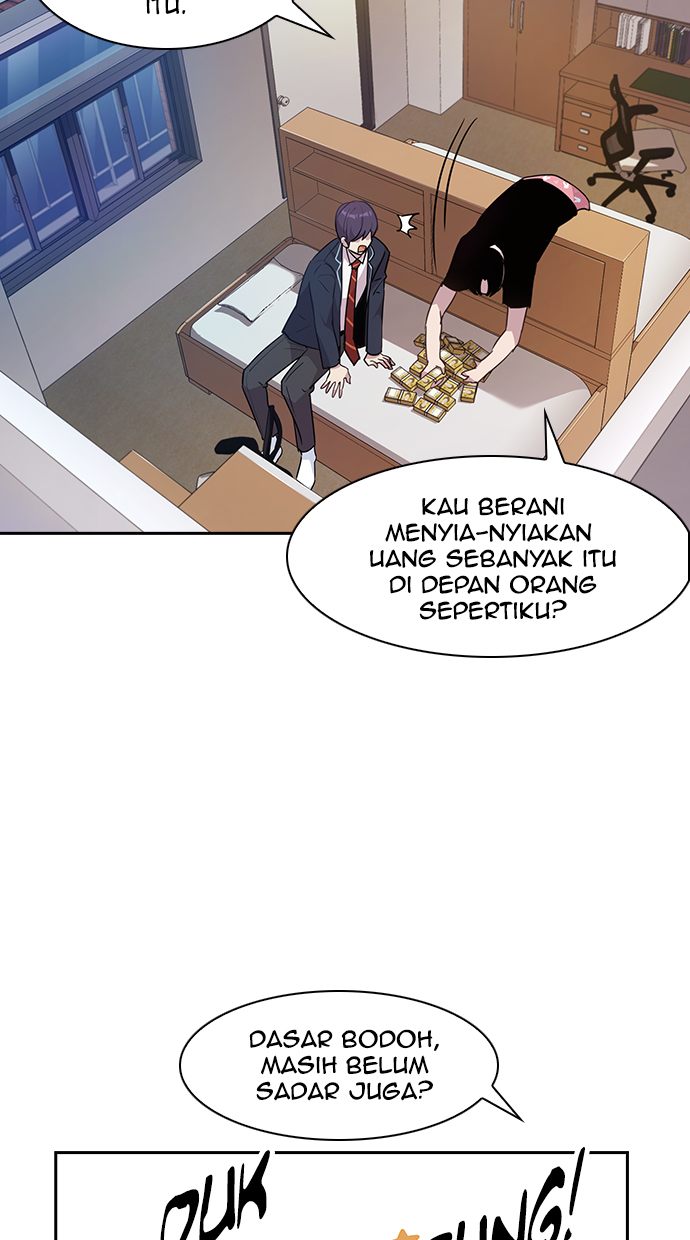 ITU.
KAU BERANI
MENYIA-NYIAKAN
UANG SEBANYAK ITU
DI DEPAN ORANG
SEPERTIKU?
DASAR BODOH,
MASIH BELUM
SADAR JUGA?